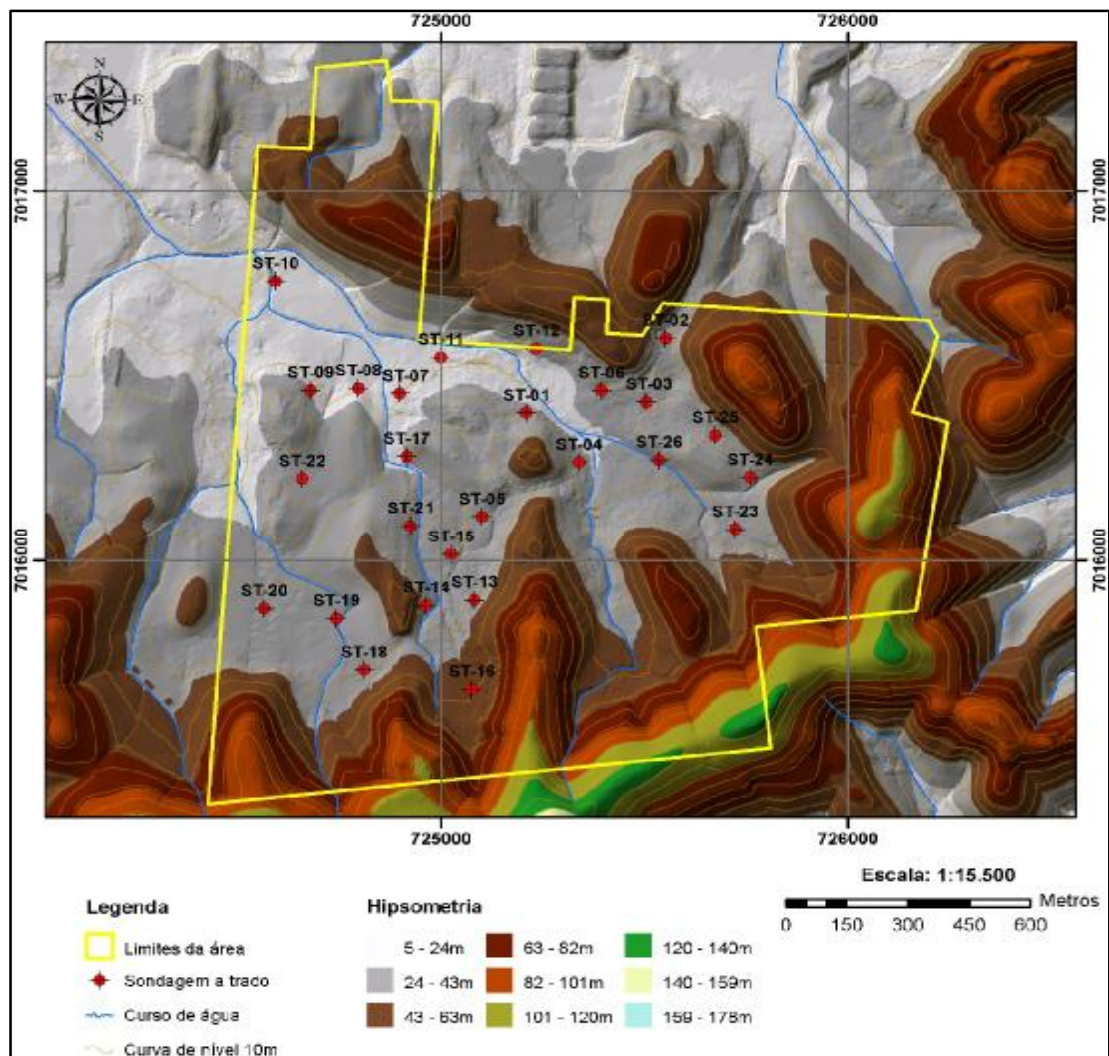 725000 726000
N
W E
S
7017000 7017000
ST-10
ST-02
ST-12
ST-11
ST-09 ST-08 ST-07 ST-06 ST-03
ST-01
ST-25
ST-17 ST-04 ST-26
ST-22 ST-24
ST-21 ST-05 ST-23
ST-15
7016000 7016000
ST-20 ST-19 ST-14 ST-13
ST-18
ST-16
725000 726000
Escala: 1:15.500
Metros
0 150 300 450 600
Legenda
Limites da área
Sondagem a trado
Curso de água
Curva de nível 10m
Hipsometria
5 - 24m 63 - 82m 120 - 140m
24 - 43m 82 - 101m 140 - 159m
43 - 63m 101 - 120m 159 - 178m